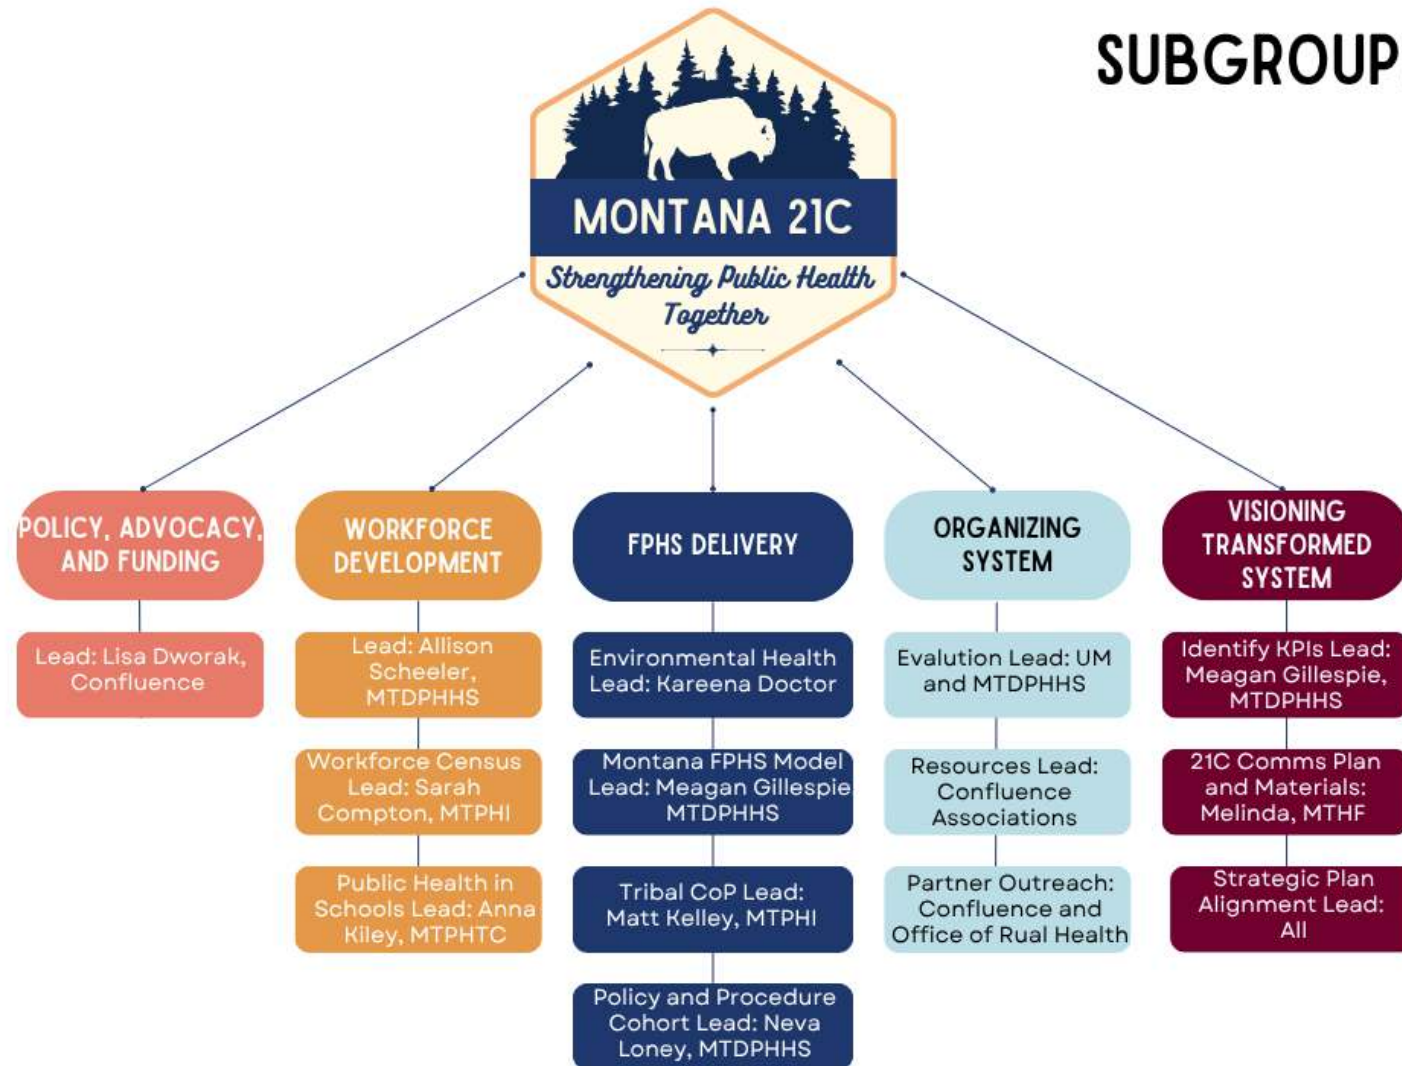 SUBGROUP
MONTANA 21C
Strengthening Public Health
Together
POLICY, ADVOCACY,
AND FUNDING
Lead: Lisa Dworak,
Confluence
WORKFORCE
DEVELOPMENT
Lead: Allison
Scheeler,
MTDPHHS
Workforce Census
Lead: Sarah
Compton, MTPHI
Public Health in
Schools Lead: Anna
Kiley, MTPHTC
FPHS DELIVERY
Environmental Health
Lead: Kareena Doctor
Montana FPHS Model
Lead: Meagan Gillespie
MTDPHHS
Tribal CoP Lead:
Matt Kelley, MTPHI
Policy and Procedure
Cohort Lead: Neva
Loney, MTDPHHS
ORGANIZING
SYSTEM
Evalution Lead: UM
and MTDPHHS
Resources Lead:
Confluence
Associations
Partner Outreach:
Confluence and
Office of Rual Health
VISIONING
TRANSFORMED
SYSTEM
Identify KPIs Lead:
Meagan Gillespie,
MTDPHHS
21C Comms Plan
and Materials:
Melinda, MTHF
Strategic Plan
Alignment Lead:
All